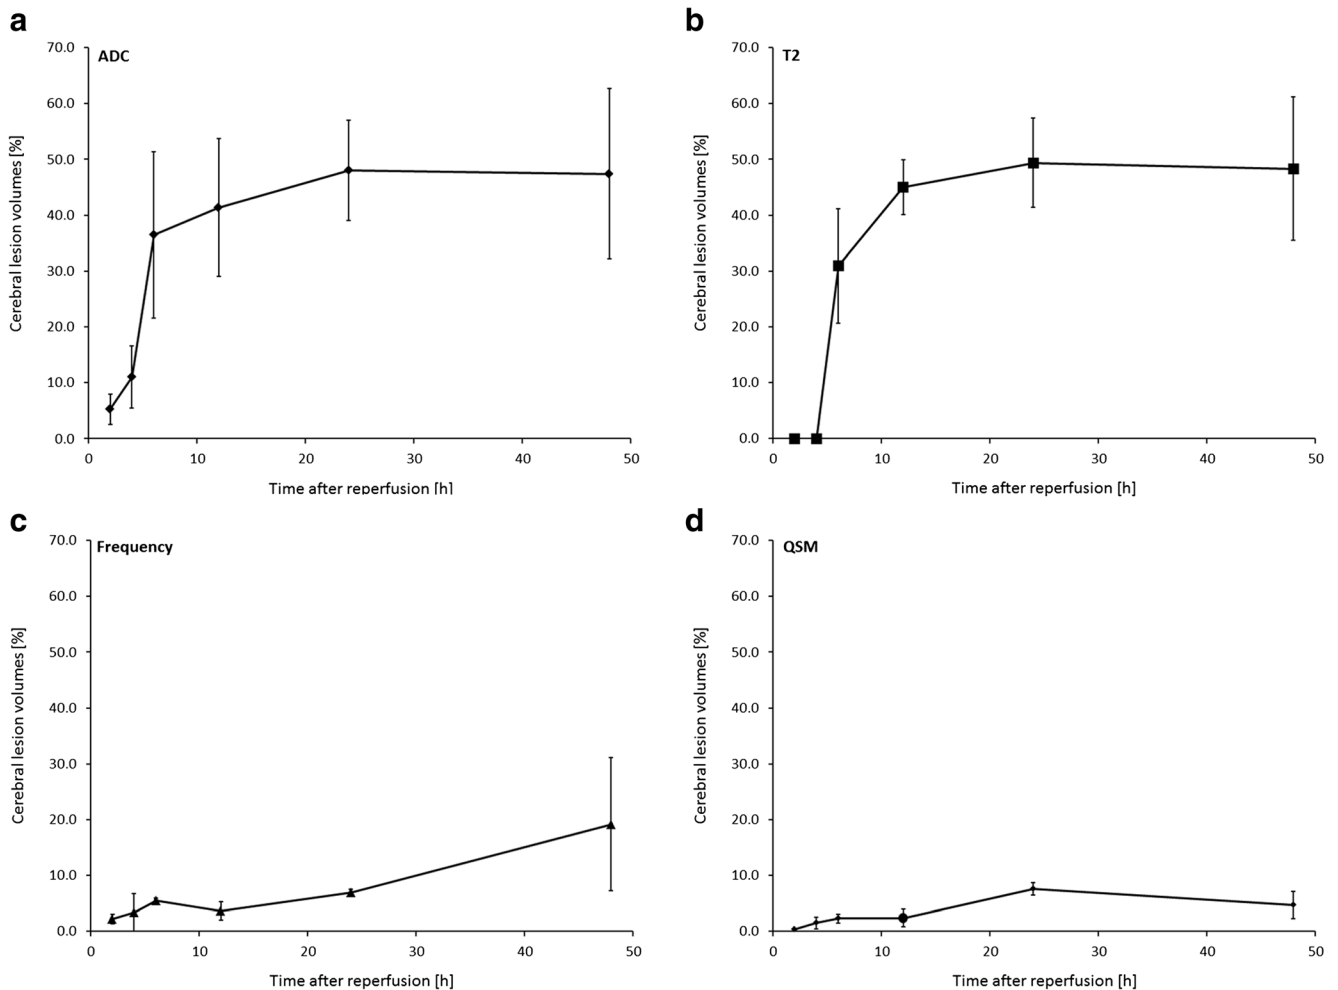 a
ADC
70.0
60.0
50.0
40.0
30.0
20.0
10.0
0.0
Cerebral lesion volumes [%]
0 10 20 30 40 50
Time after reperfusion [h]
b
T2
70.0
60.0
50.0
40.0
30.0
20.0
10.0
0.0
Cerebral lesion volumes [%]
0 10 20 30 40 50
Time after reperfusion [h]
c
Frequency
70.0
60.0
50.0
40.0
30.0
20.0
10.0
0.0
Cerebral lesion volumes [%]
0 10 20 30 40 50
Time after reperfusion [h]
d
QSM
70.0
60.0
50.0
40.0
30.0
20.0
10.0
0.0
Cerebral lesion volumes [%]
0 10 20 30 40 50
Time after reperfusion [h]